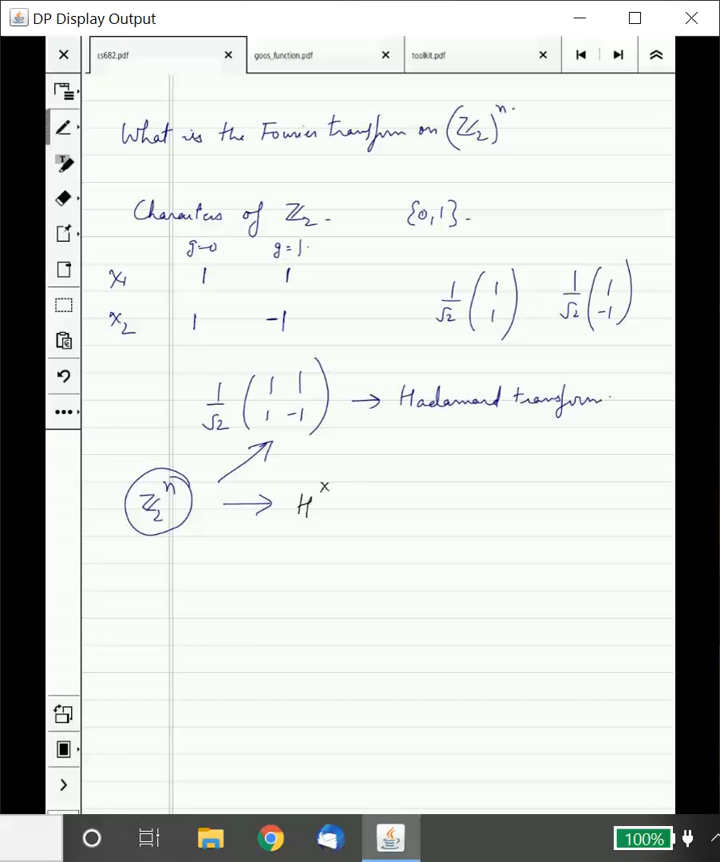 DP Display Output
cs682.pdf × goos_function.pdf × toolkit.pdf ×
What is the Fourier transform on (ℤ₂)ⁿ.
Characters of ℤ₂. {0,1}.
g=0 g=1.
χ₁ 1 1
χ₂ 1 -1
1/√2 (1 1) 1/√2 (1 -1)
1/√2 (1 1 1 -1) → Hadamard transform.
ℤ₂ⁿ → H^x
100%